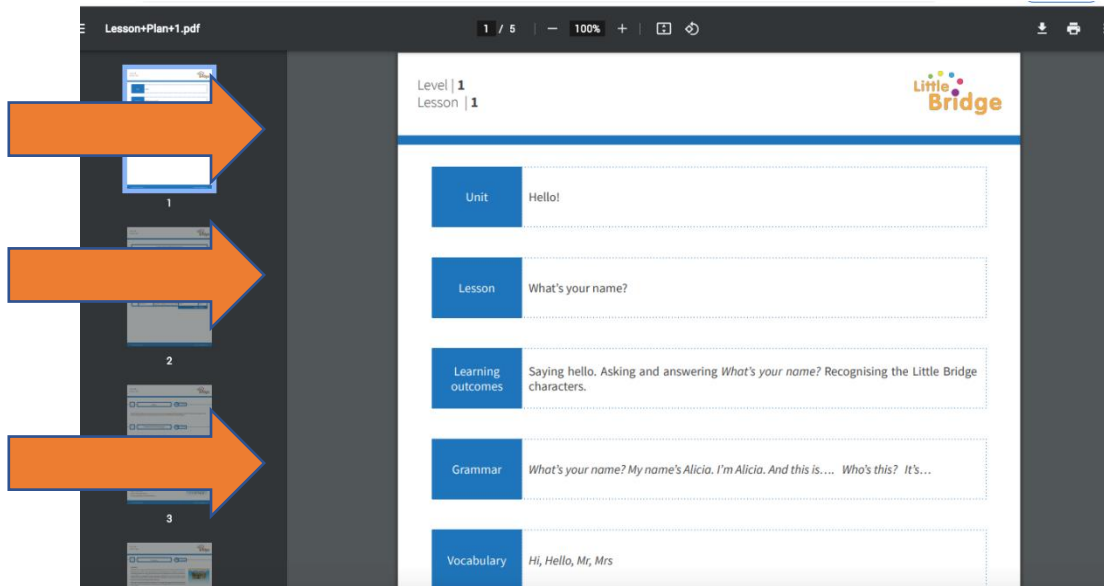 Lesson+Plan+1.pdf
1 / 5
100%
Level | 1
Lesson | 1
Little
Bridge
Unit
Hello!
Lesson
What's your name?
Learning
outcomes
Saying hello. Asking and answering What's your name? Recognising the Little Bridge
characters.
Grammar
What's your name? My name's Alicia. I'm Alicia. And this is.... Who's this? It's...
Vocabulary
Hi, Hello, Mr, Mrs
1
2
3